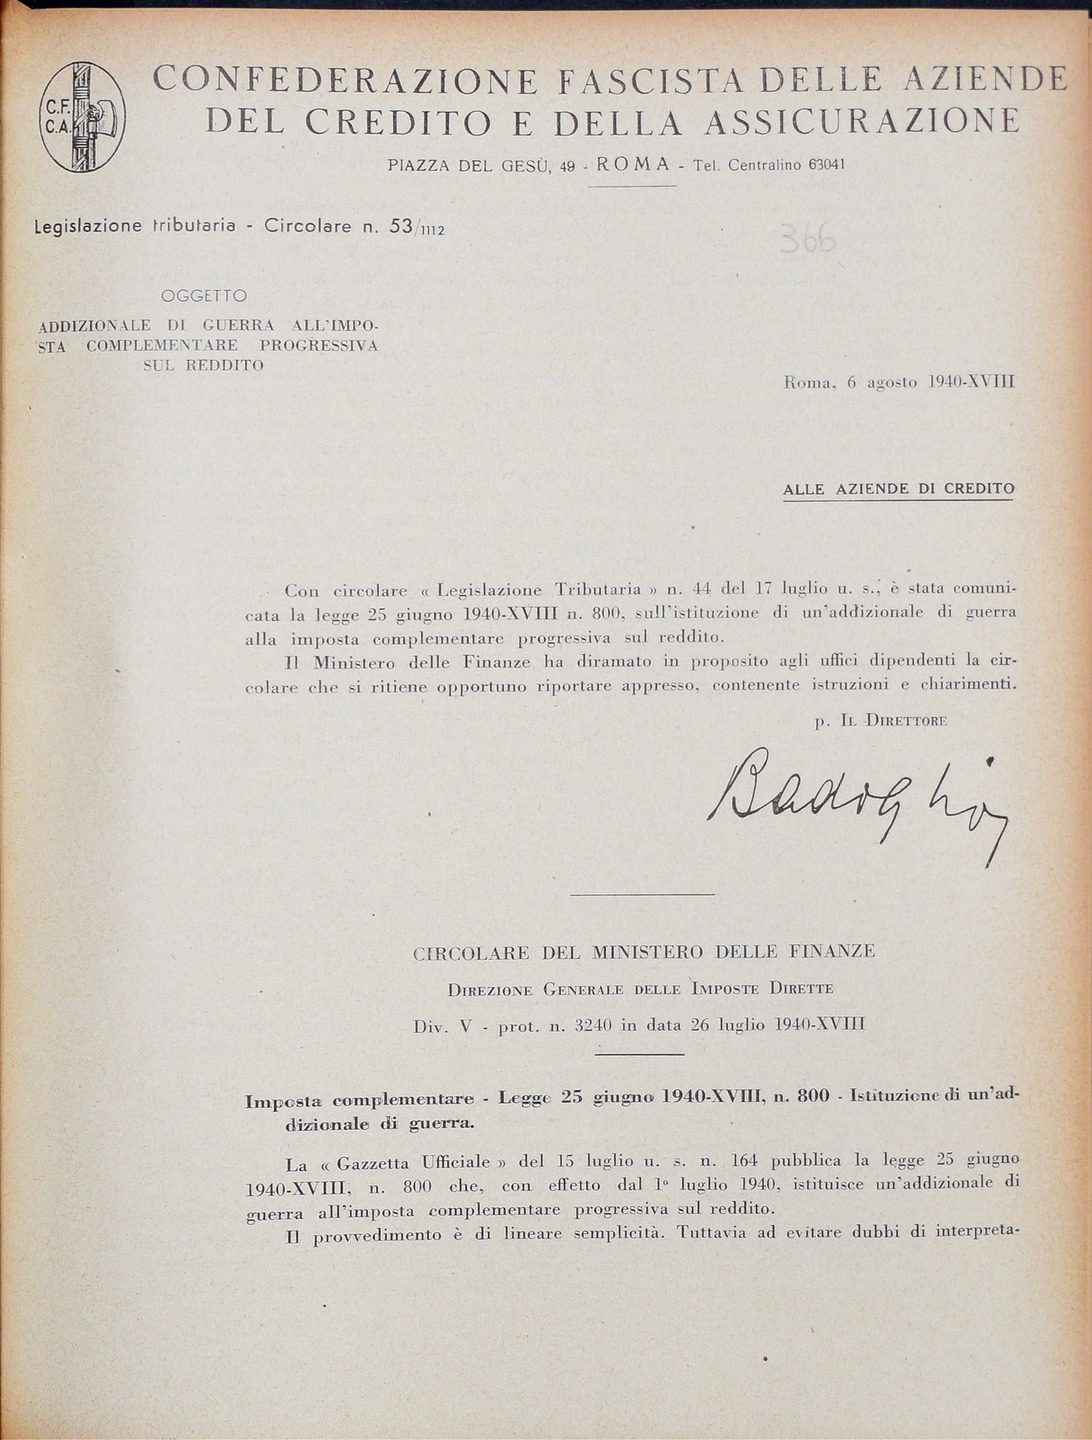 C.F.
C.A.
CONFEDERAZIONE FASCISTA DELLE AZIENDE
DEL CREDITO E DELLA ASSICURAZIONE
PIAZZA DEL GESÙ, 49 - ROMA - Tel. Centralino 63041
Legislazione tributaria - Circolare n. 53/1112
366
OGGETTO
ADDIZIONALE DI GUERRA ALL'IMPO-
STA COMPLEMENTARE PROGRESSIVA
SUL REDDITO
Roma, 6 agosto 1940-XVIII
ALLE AZIENDE DI CREDITO
Con circolare « Legislazione Tributaria » n. 44 del 17 luglio u. s., è stata comuni-
cata la legge 25 giugno 1940-XVIII n. 800, sull'istituzione di un'addizionale di guerra
alla imposta complementare progressiva sul reddito.
Il Ministero delle Finanze ha diramato in proposito agli uffici dipendenti la cir-
colare che si ritiene opportuno riportare appresso, contenente istruzioni e chiarimenti.
p. IL DIRETTORE
Badoglio
CIRCOLARE DEL MINISTERO DELLE FINANZE
DIREZIONE GENERALE DELLE IMPOSTE DIRETTE
Div. V - prot. n. 3240 in data 26 luglio 1940-XVIII
Imposta complementare - Legge 25 giugno 1940-XVIII, n. 800 - Istituzione di un'ad-
dizionale di guerra.
La « Gazzetta Ufficiale » del 15 luglio u. s. n. 164 pubblica la legge 25 giugno
1940-XVIII, n. 800 che, con effetto dal 1° luglio 1940, istituisce un'addizionale di
guerra all'imposta complementare progressiva sul reddito.
Il provvedimento è di lineare semplicità. Tuttavia ad evitare dubbi di interpreta-